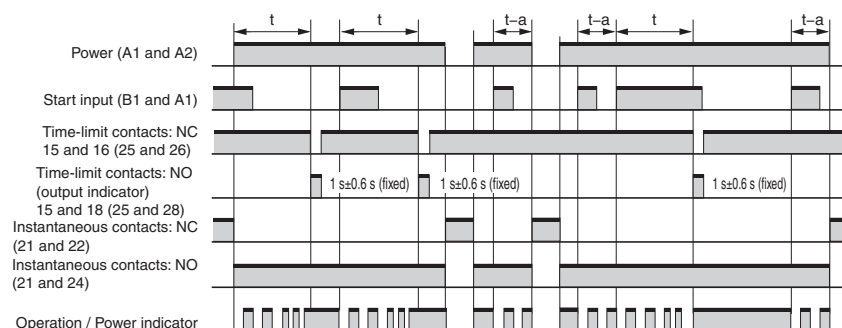 t t t–a t–a t t–a
Power (A1 and A2)
Start input (B1 and A1)
Time-limit contacts: NC
15 and 16 (25 and 26)
Time-limit contacts: NO
(output indicator)
15 and 18 (25 and 28)
1 s±0.6 s (fixed) 1 s±0.6 s (fixed) 1 s±0.6 s (fixed)
Instantaneous contacts: NC
(21 and 22)
Instantaneous contacts: NO
(21 and 24)
Operation / Power indicator